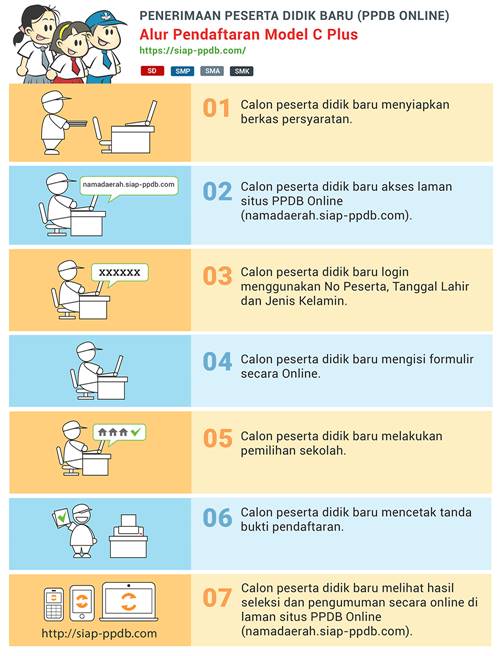 PENERIMAAN PESERTA DIDIK BARU (PPDB ONLINE)
Alur Pendaftaran Model C Plus
https://siap-ppdb.com/
SD SMP SMA SMK
01 Calon peserta didik baru menyiapkan
berkas persyaratan.
namadaerah.siap-ppdb.com
02 Calon peserta didik baru akses laman
situs PPDB Online
(namadaerah.siap-ppdb.com).
XXXXXX
03 Calon peserta didik baru login
menggunakan No Peserta, Tanggal Lahir
dan Jenis Kelamin.
04 Calon peserta didik baru mengisi formulir
secara Online.
05 Calon peserta didik baru melakukan
pemilihan sekolah.
06 Calon peserta didik baru mencetak tanda
bukti pendaftaran.
http://siap-ppdb.com
07 Calon peserta didik baru melihat hasil
seleksi dan pengumuman secara online di
laman situs PPDB Online
(namadaerah.siap-ppdb.com).